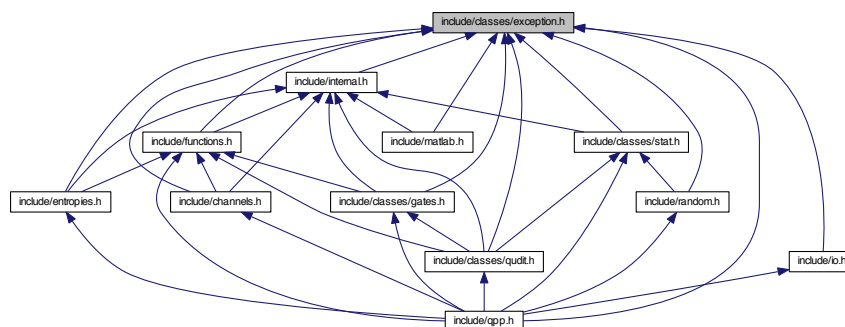 include/classes/exception.h
include/internal.h
include/functions.h
include/matlab.h
include/classes/stat.h
include/entropies.h
include/channels.h
include/classes/gates.h
include/random.h
include/classes/qudit.h
include/io.h
include/qpp.h